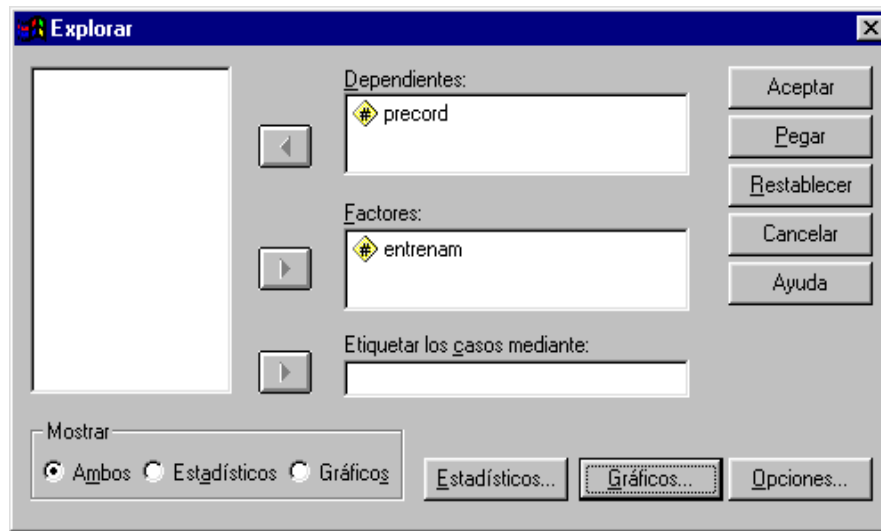 Explorar
Dependientes:
# precord
Factores:
# entrenam
Etiquetar los casos mediante:
Aceptar
Pegar
Restablecer
Cancelar
Ayuda
Mostrar
Ambos Estadísticos Gráficos
Estadísticos... Gráficos... Opciones...